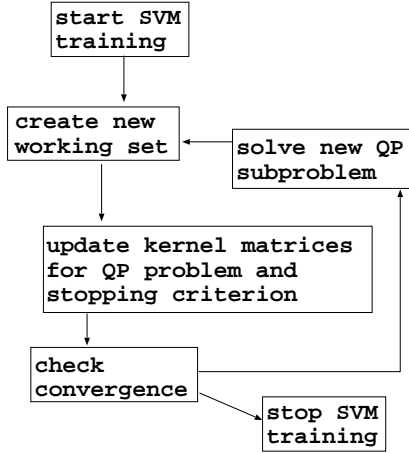 start SVM
training
create new
working set
solve new QP
subproblem
update kernel matrices
for QP problem and
stopping criterion
check
convergence
stop SVM
training